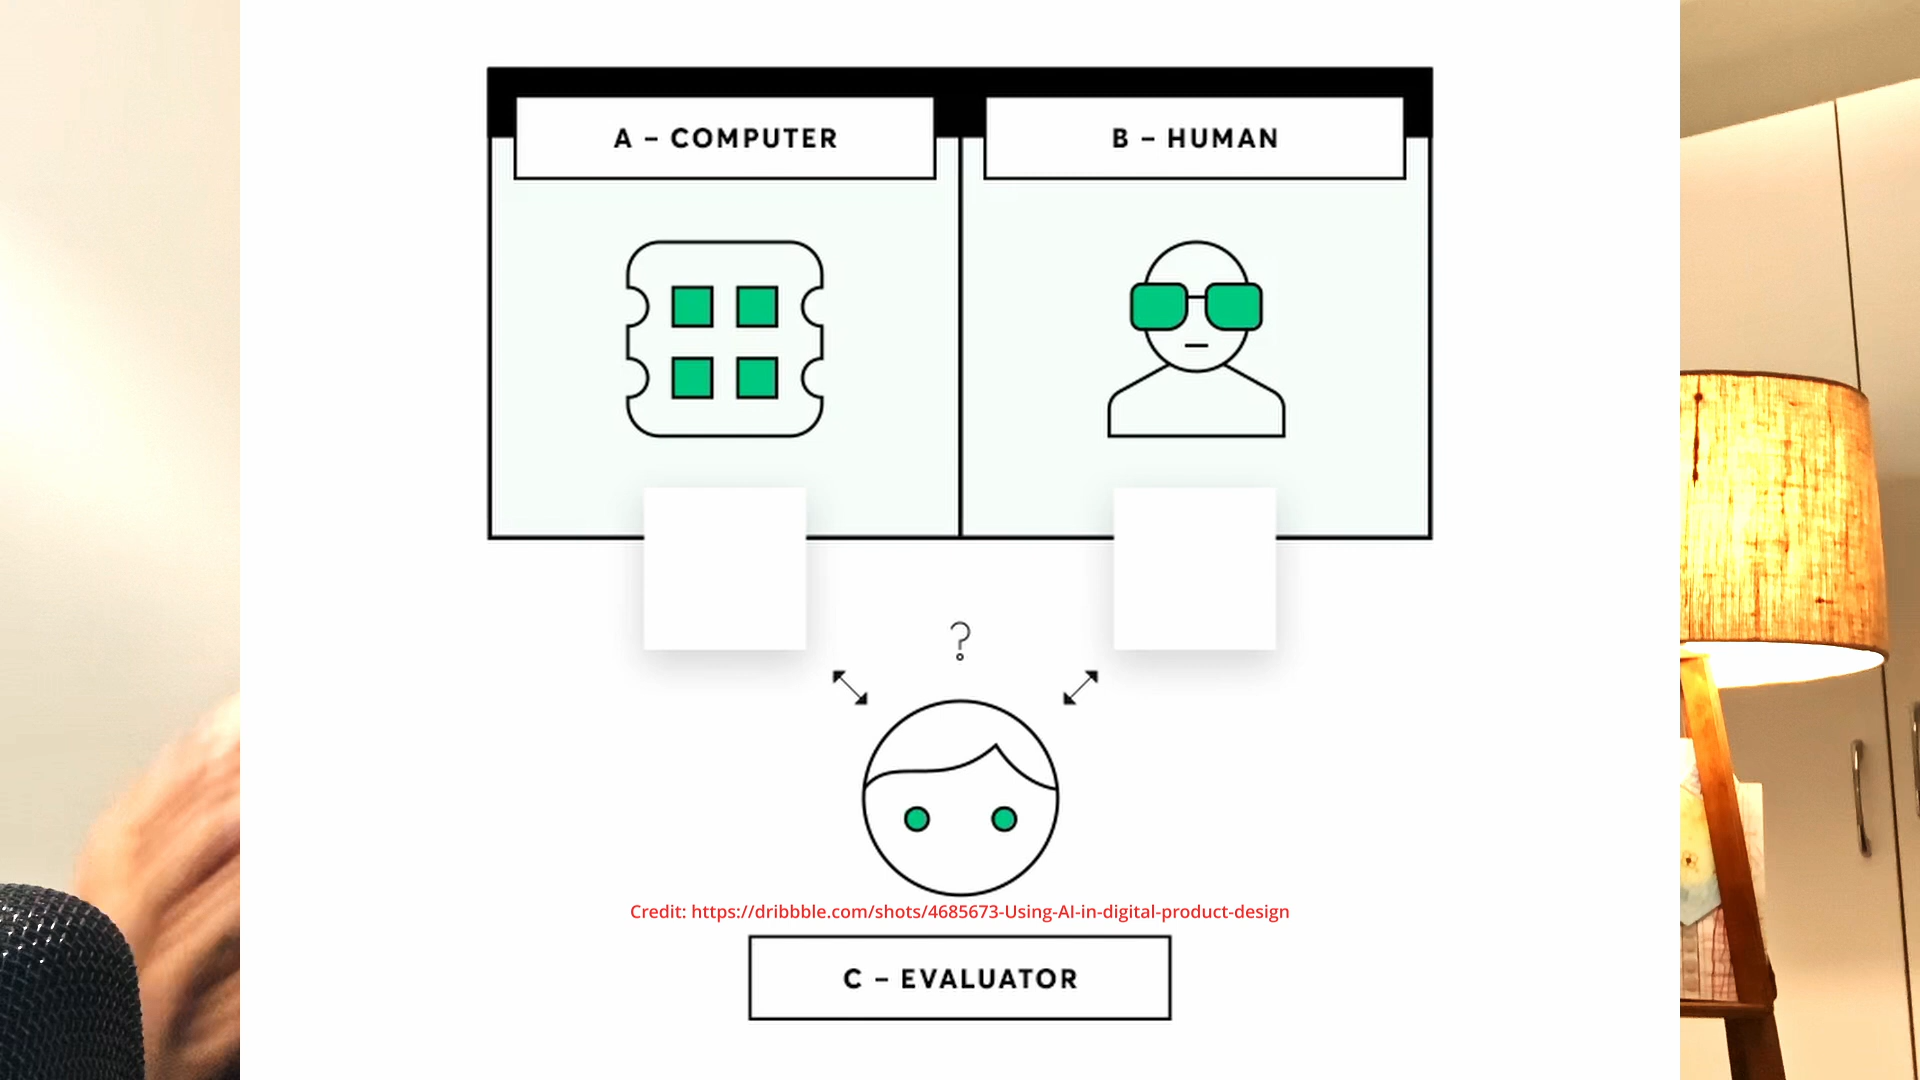 A – COMPUTER
B – HUMAN
?
Credit: https://dribbble.com/shots/4685673-Using-AI-in-digital-product-design
C – EVALUATOR